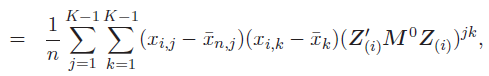 = \frac{1}{n} \sum_{j=1}^{K-1} \sum_{k=1}^{K-1} (x_{i,j} - \bar{x}_{n,j})(x_{i,k} - \bar{x}_k)(Z'_{(i)} M^0 Z_{(i)})^{jk},